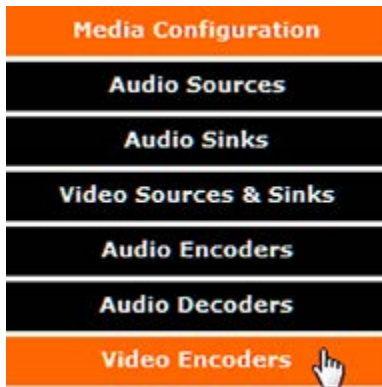 Media Configuration
Audio Sources
Audio Sinks
Video Sources & Sinks
Audio Encoders
Audio Decoders
Video Encoders